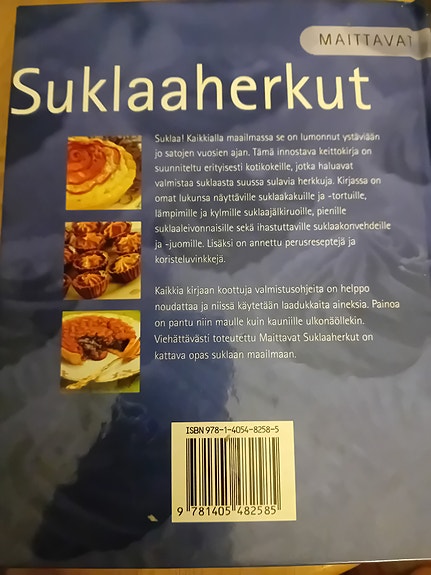 MAITTAVAT
Suklaaherkut
Suklaa! Kaikkialla maailmassa se on lumonnut ystäviään
jo satojen vuosien ajan. Tämä innostava keittokirja on
suunniteltu erityisesti kotikokeille, jotka haluavat
valmistaa suklaasta suussa sulavia herkkuja. Kirjassa on
omat lukunsa näyttäville suklaakakuille ja -tortuille,
lämpimille ja kylmille suklaajälkiruoille, pienille
suklaaleivonnaisille sekä ihastuttaville suklaakonvehdeille
ja -juomille. Lisäksi on annettu perusreseptejä ja
koristeluvinkkejä.
Kaikkia kirjaan koottuja valmistusohjeita on helppo
noudattaa ja niissä käytetään laadukkaita aineksia. Painoa
on pantu niin maulle kuin kauniille ulkonäöllekin.
Viehättävästi toteutettu Maittavat Suklaaherkut on
kattava opas suklaan maailmaan.
ISBN 978-1-4054-8258-5
9 781405 482585